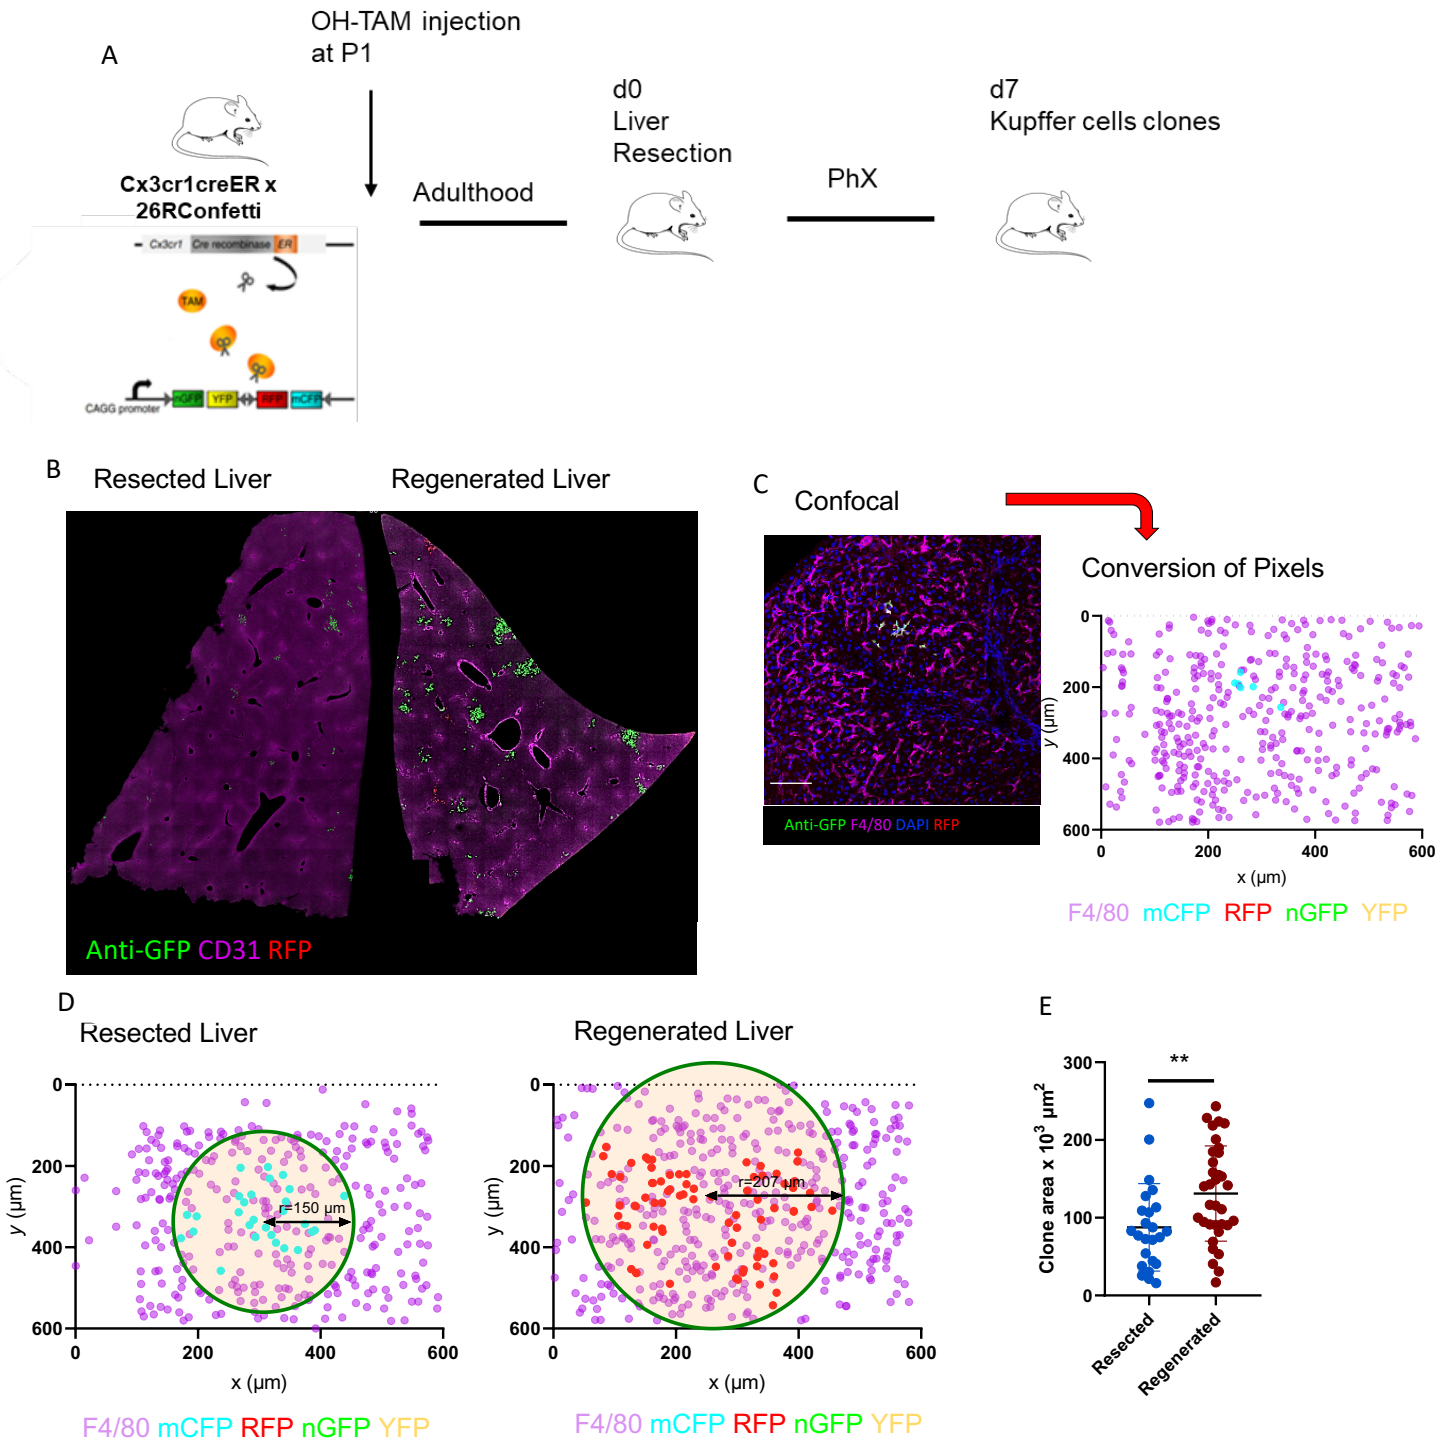 A
OH-TAM injection
at P1
d0
Liver
Resection
d7
Kupffer cells clones
Adulthood
PhX
Cx3cr1creER x
26RConfetti
Cx3cr1 Cre recombinase ER
TAM
CAGG promoter nGFP YFP RFP mCFP
B
Resected Liver Regenerated Liver
Anti-GFP CD31 RFP
C
Confocal
Conversion of Pixels
Anti-GFP F4/80 DAPI RFP
0
200
400
600
y (µm)
0 200 400 600
x (µm)
F4/80 mCFP RFP nGFP YFP
D
Resected Liver
0
200
400
600
y (µm)
r=150 µm
0 200 400 600
x (µm)
F4/80 mCFP RFP nGFP YFP
Regenerated Liver
0
200
400
600
y (µm)
r=207 µm
0 200 400 600
x (µm)
F4/80 mCFP RFP nGFP YFP
E
**
300
200
100
0
Clone area x 10³ µm²
Resected
Regenerated